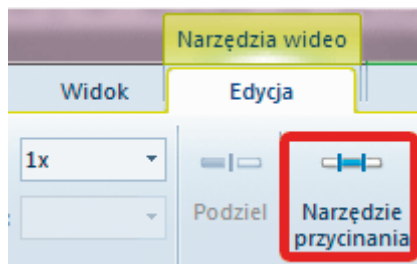 Narzędzia wideo
Widok Edycja
1x
Podziel Narzędzie
przycinania